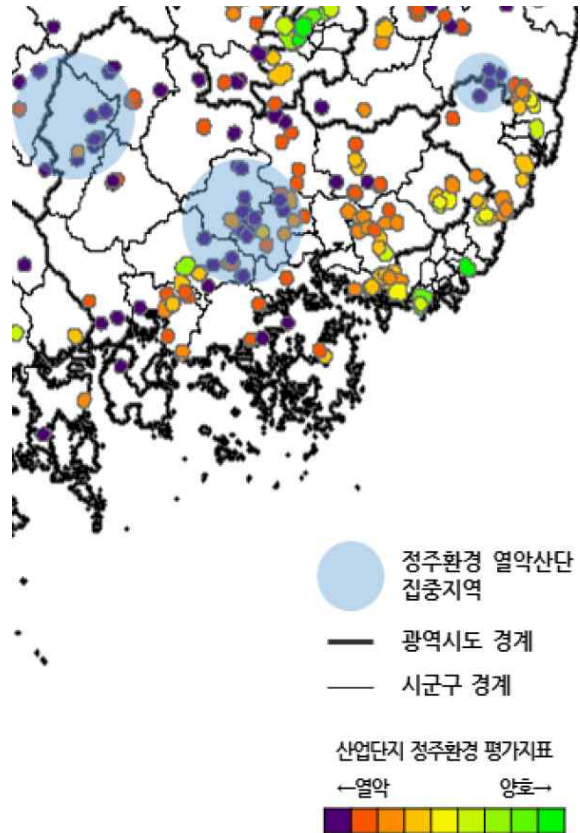 정주환경 열악산단
집중지역
광역시도 경계
시군구 경계
산업단지 정주환경 평가지표
←열악 양호→